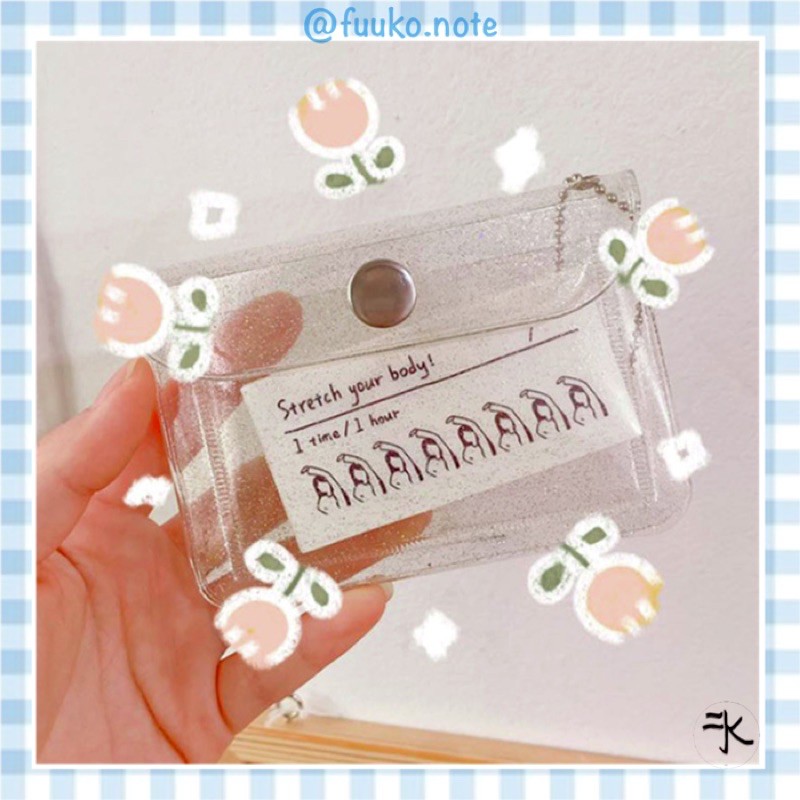 @fuuko.note
Stretch your body!
/
1 time/1 hour